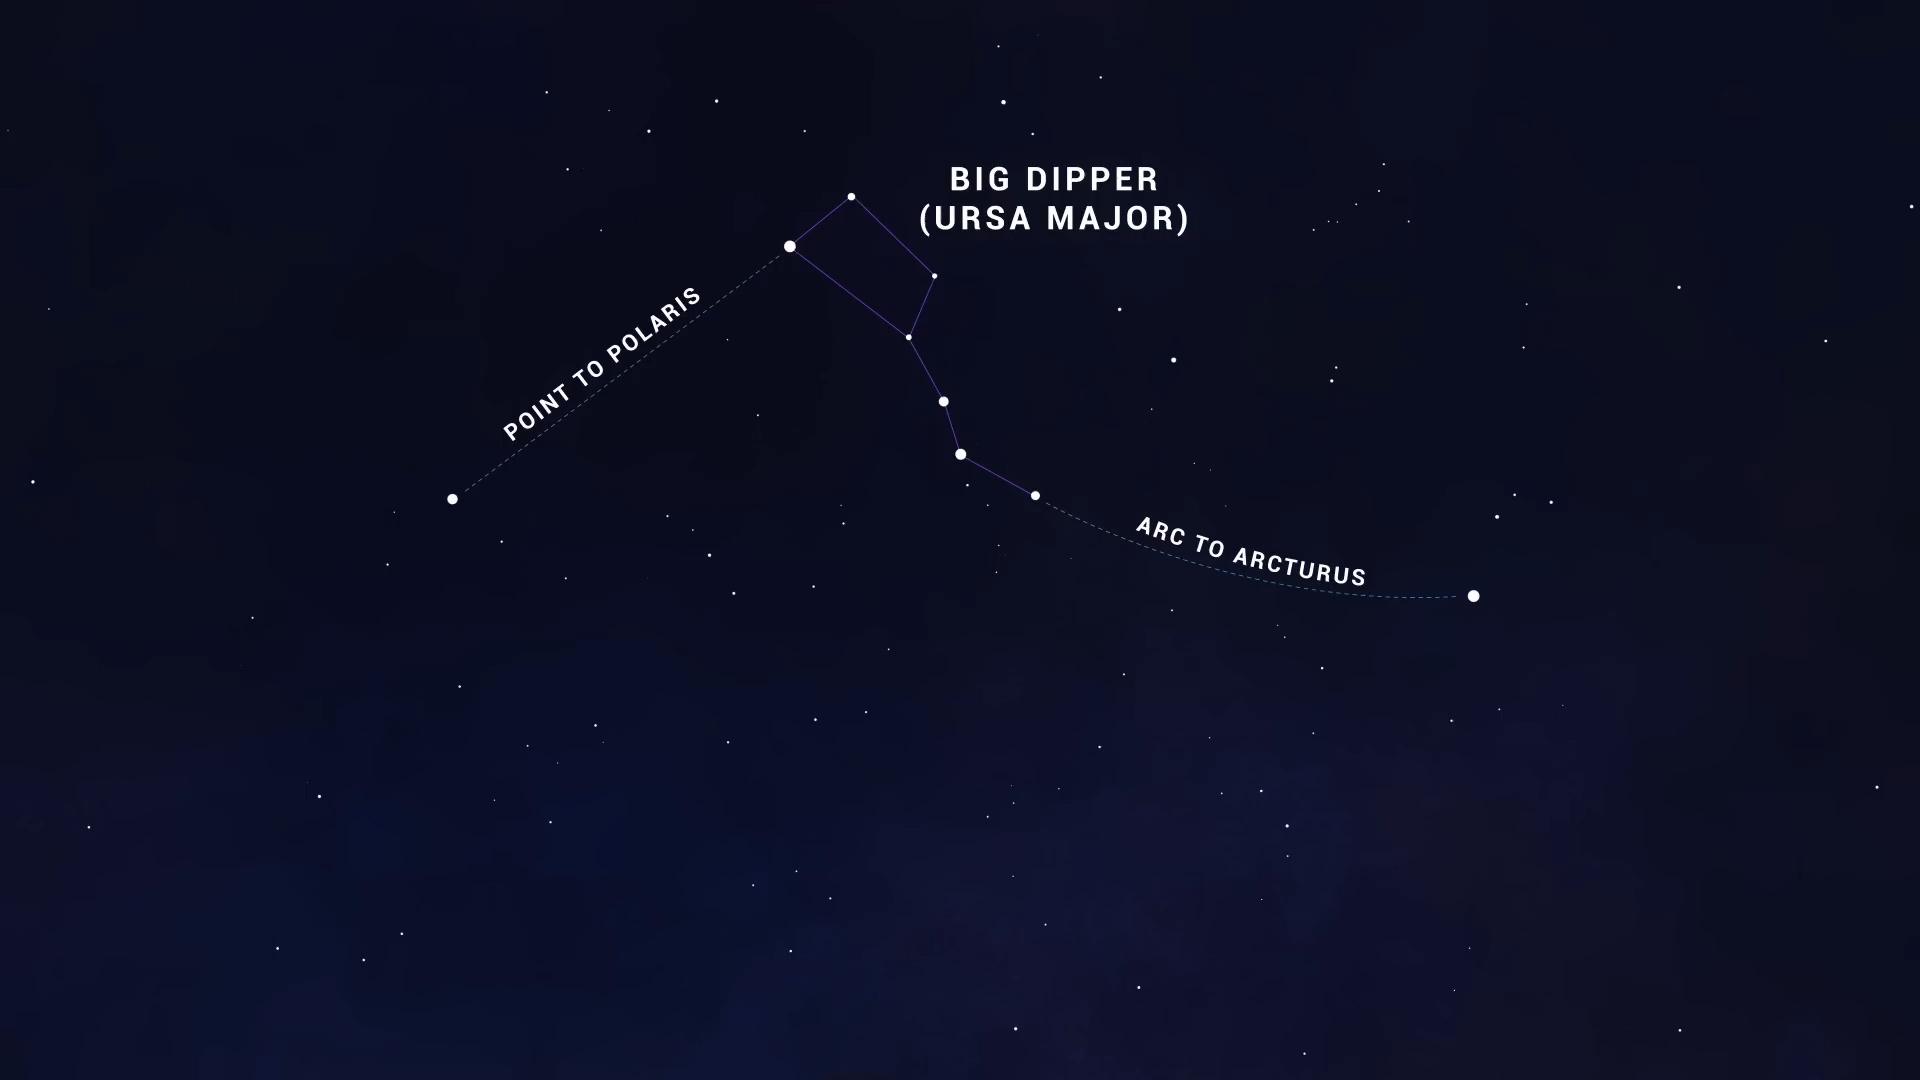 BIG DIPPER
(URSA MAJOR)
POINT TO POLARIS
ARC TO ARCTURUS